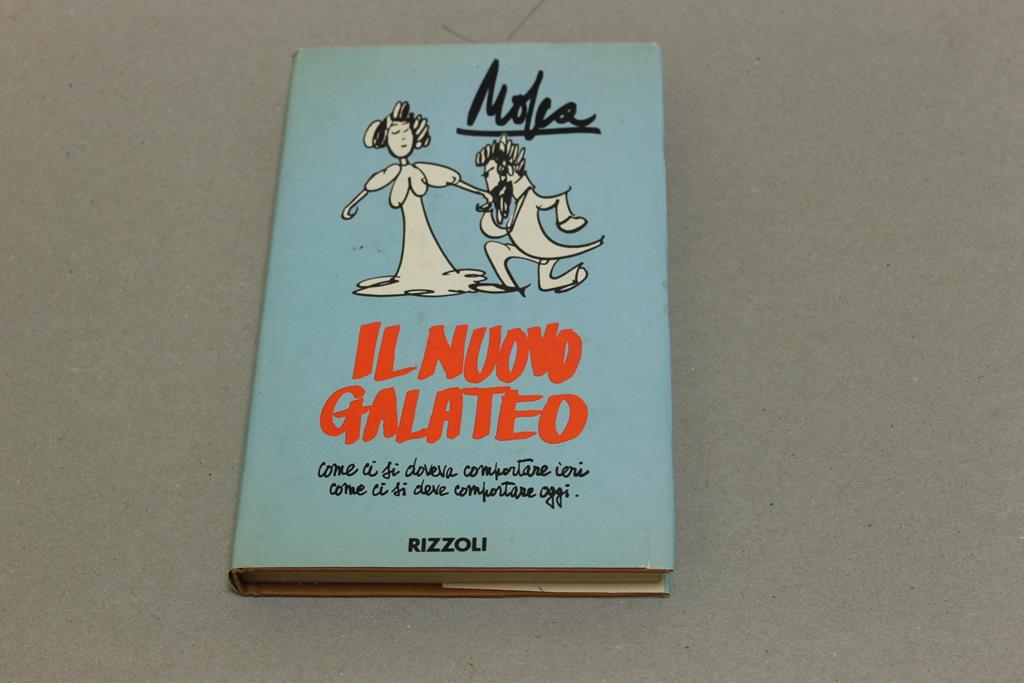 Mosca
IL NUOVO
GALATEO
come ci si doveva comportare ieri
come ci si deve comportare oggi.
RIZZOLI